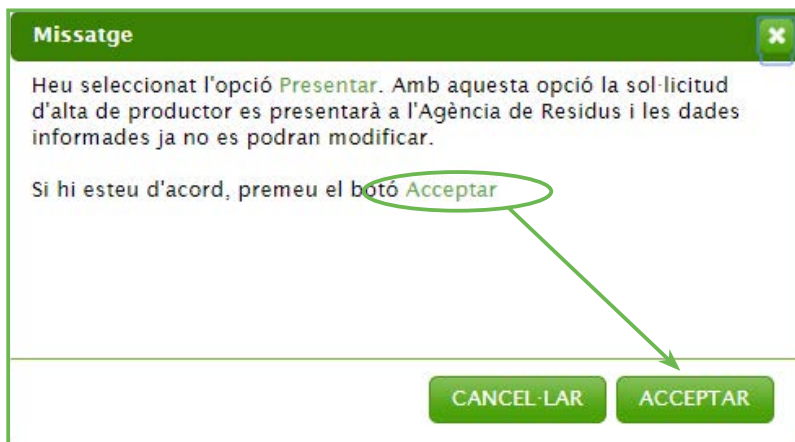 Missatge
Heu seleccionat l'opció Presentar. Amb aquesta opció la sol·licitud
d'alta de productor es presentarà a l'Agència de Residus i les dades
informades ja no es podran modificar.
Si hi esteu d'acord, premeu el botó Acceptar
CANCEL·LAR ACCEPTAR